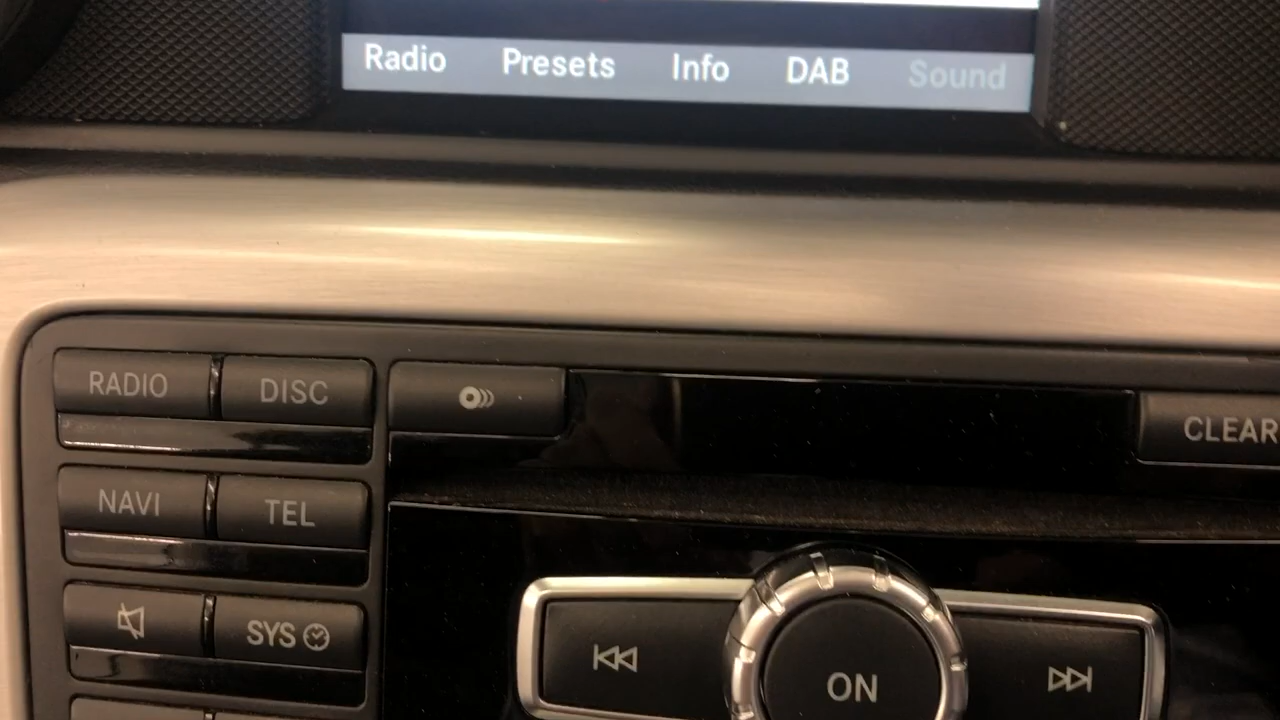 Radio Presets Info DAB Sound
RADIO DISC CLEAR
NAVI TEL
SYS
ON